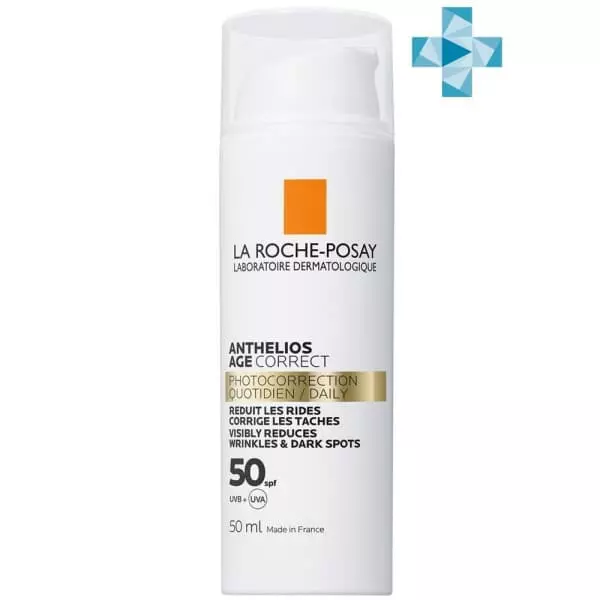 LA ROCHE-POSAY
LABORATOIRE DERMATOLOGIQUE
ANTHELIOS
AGE CORRECT
PHOTOCORRECTION
QUOTIDIEN / DAILY
REDUIT LES RIDES
CORRIGE LES TACHES
VISIBLY REDUCES
WRINKLES & DARK SPOTS
50 spf
UVB + UVA
50 ml Made in France